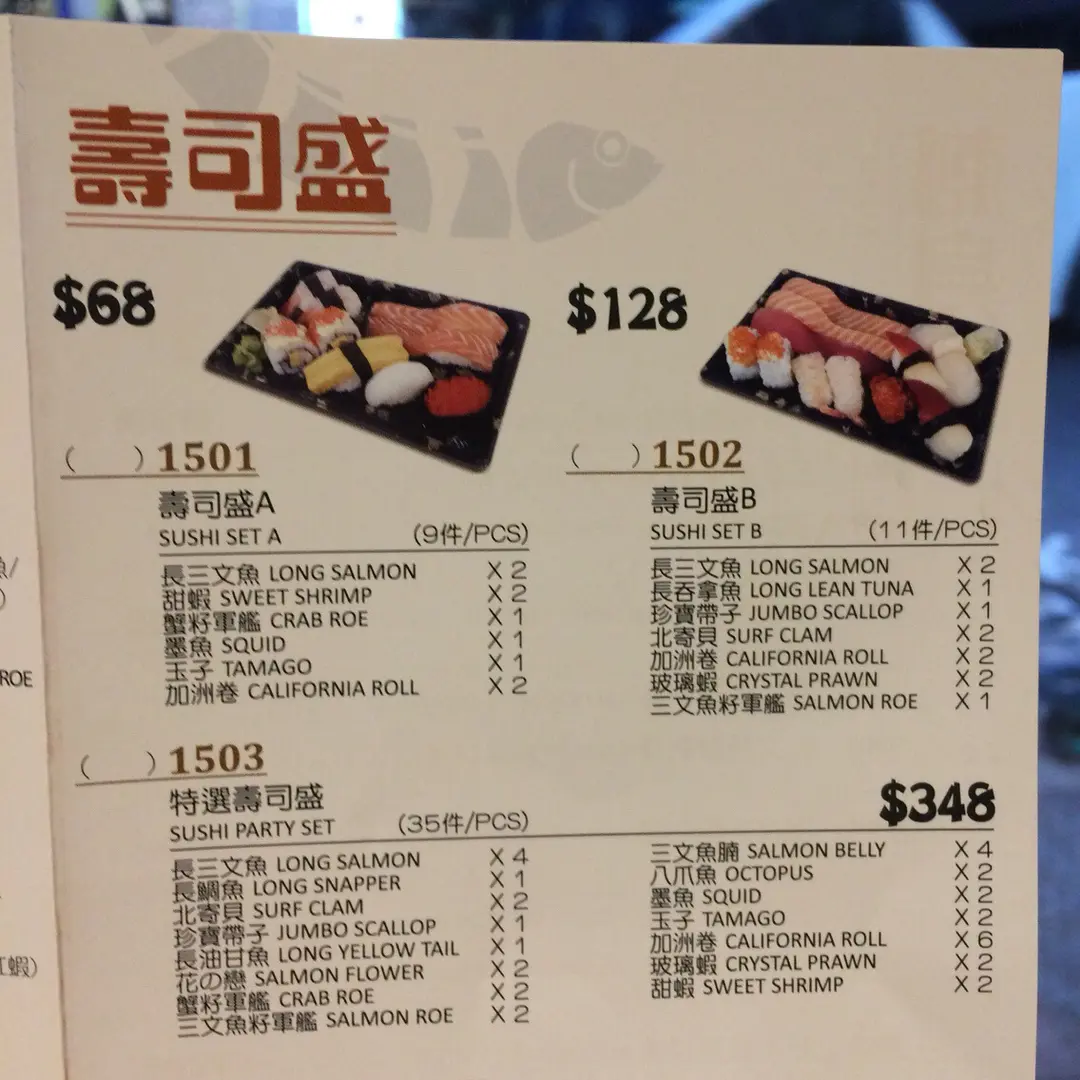 壽司盛
$68
( ) 1501
壽司盛A
SUSHI SET A (9件/PCS)
長三文魚 LONG SALMON X 2
甜蝦 SWEET SHRIMP X 2
蟹籽軍艦 CRAB ROE X 1
墨魚 SQUID X 1
玉子 TAMAGO X 1
加洲卷 CALIFORNIA ROLL X 2
$128
( ) 1502
壽司盛B
SUSHI SET B (11件/PCS)
長三文魚 LONG SALMON X 2
長吞拿魚 LONG LEAN TUNA X 1
珍寶帶子 JUMBO SCALLOP X 1
北寄貝 SURF CLAM X 2
加洲卷 CALIFORNIA ROLL X 2
玻璃蝦 CRYSTAL PRAWN X 2
三文魚籽軍艦 SALMON ROE X 1
( ) 1503
特選壽司盛
SUSHI PARTY SET (35件/PCS)
$348
長三文魚 LONG SALMON X 4
長鯛魚 LONG SNAPPER X 1
北寄貝 SURF CLAM X 2
珍寶帶子 JUMBO SCALLOP X 1
長油甘魚 LONG YELLOW TAIL X 1
花の戀 SALMON FLOWER X 2
蟹籽軍艦 CRAB ROE X 2
三文魚籽軍艦 SALMON ROE X 2
三文魚腩 SALMON BELLY X 4
八爪魚 OCTOPUS X 2
墨魚 SQUID X 2
玉子 TAMAGO X 2
加洲卷 CALIFORNIA ROLL X 6
玻璃蝦 CRYSTAL PRAWN X 2
甜蝦 SWEET SHRIMP X 2
ROE
蝦)